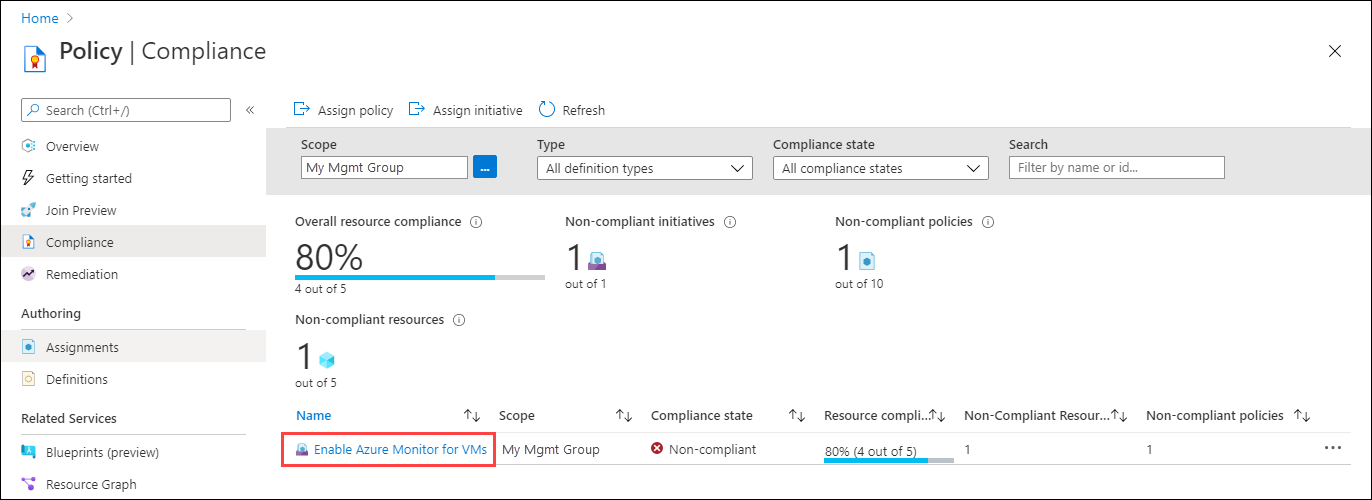 Home
Policy | Compliance
Search (Ctrl+/)
Overview
Getting started
Join Preview
Compliance
Remediation
Authoring
Assignments
Definitions
Related Services
Blueprints (preview)
Resource Graph
Assign policy Assign initiative Refresh
Scope Type Compliance state Search
My Mgmt Group ... All definition types All compliance states Filter by name or id...
Overall resource compliance Non-compliant initiatives Non-compliant policies
80% 1 1
4 out of 5 out of 1 out of 10
Non-compliant resources
1
out of 5
Name Scope Compliance state Resource compli... Non-Compliant Resour... Non-compliant policies
Enable Azure Monitor for VMs My Mgmt Group Non-compliant 80% (4 out of 5) 1 1